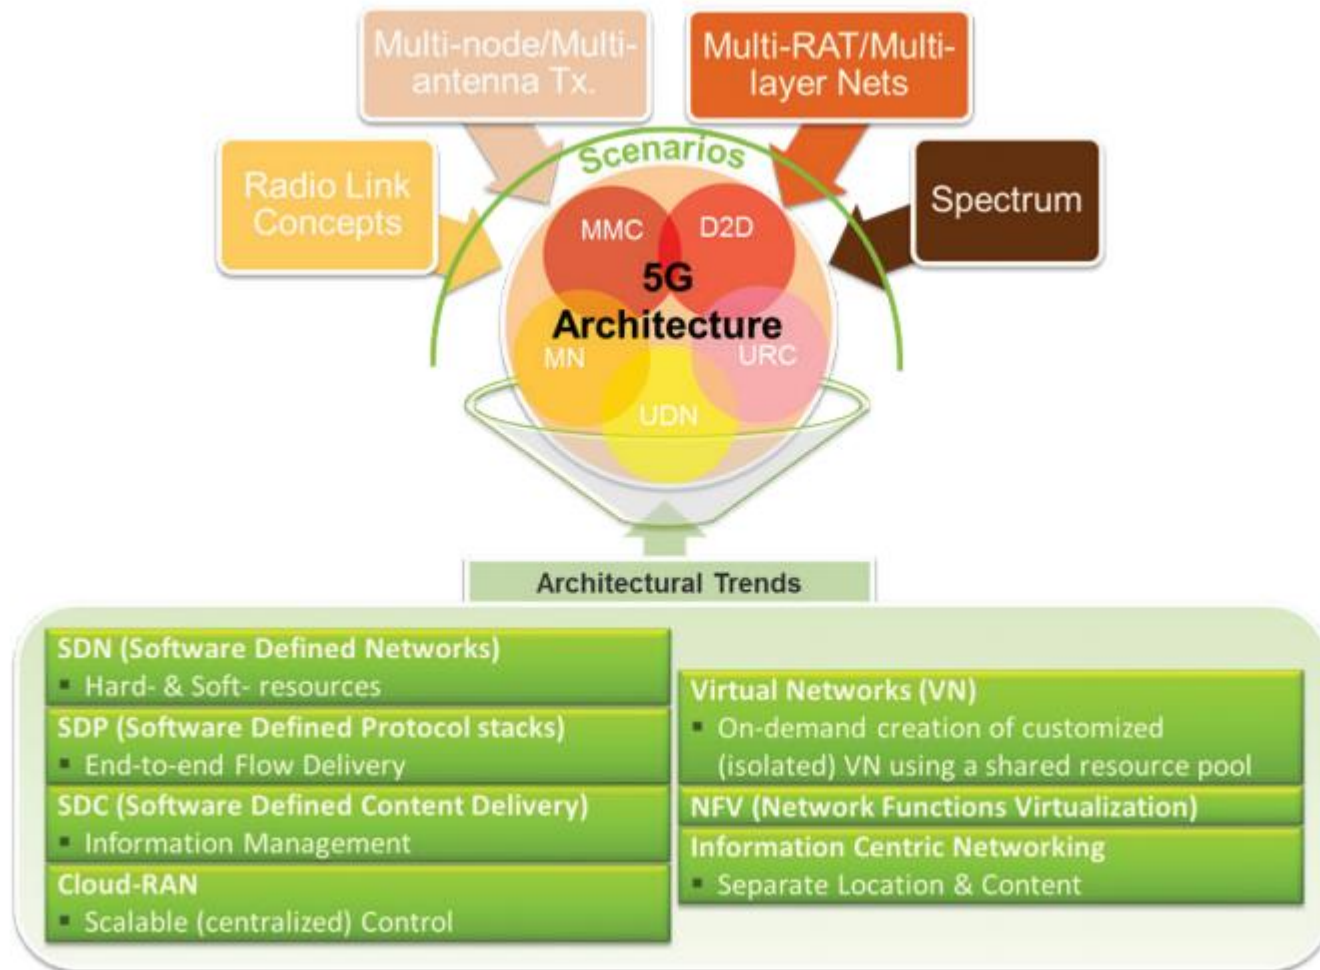 Multi-node/Multi-
antenna Tx.
Multi-RAT/Multi-
layer Nets
Radio Link
Concepts
Scenarios
Spectrum
MMC
D2D
5G
Architecture
MN
URC
UDN
Architectural Trends
SDN (Software Defined Networks)
▪ Hard- & Soft- resources
SDP (Software Defined Protocol stacks)
▪ End-to-end Flow Delivery
SDC (Software Defined Content Delivery)
▪ Information Management
Cloud-RAN
▪ Scalable (centralized) Control
Virtual Networks (VN)
▪ On-demand creation of customized
(isolated) VN using a shared resource pool
NFV (Network Functions Virtualization)
Information Centric Networking
▪ Separate Location & Content